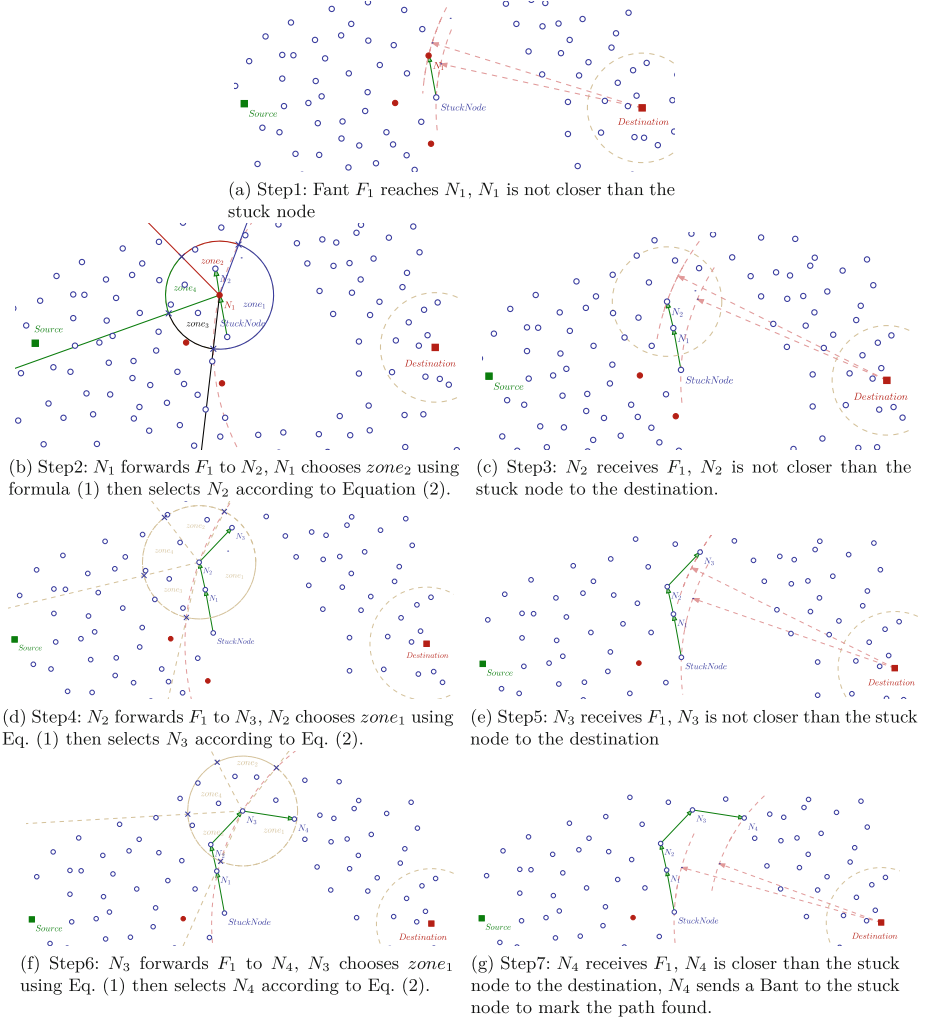 N1
StuckNode
Source
Destination
(a) Step1: Fant F1 reaches N1, N1 is not closer than the
stuck node
zone2
N2
zone4
N1
zone1
zone3
StuckNode
Source
Destination
(b) Step2: N1 forwards F1 to N2, N1 chooses zone2 using
formula (1) then selects N2 according to Equation (2).
N2
N1
StuckNode
Source
Destination
(c) Step3: N2 receives F1, N2 is not closer than the
stuck node to the destination.
zone2
N3
N2
N1
StuckNode
Source
Destination
(d) Step4: N2 forwards F1 to N3, N2 chooses zone1 using
Eq. (1) then selects N3 according to Eq. (2).
N3
N2
StuckNode
Source
Destination
(e) Step5: N3 receives F1, N3 is not closer than the stuck
node to the destination
N3
N4
N1
StuckNode
Source
Destination
(f) Step6: N3 forwards F1 to N4, N3 chooses zone1
using Eq. (1) then selects N4 according to Eq. (2).
N3
N4
N2
N1
StuckNode
Source
Destination
(g) Step7: N4 receives F1, N4 is closer than the stuck
node to the destination, N4 sends a Bant to the stuck
node to mark the path found.